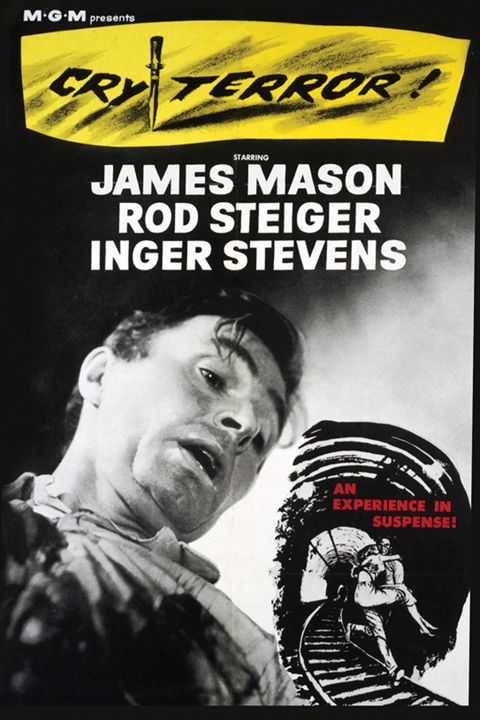 M·G·M presents
CRY TERROR!
STARRING
JAMES MASON
ROD STEIGER
INGER STEVENS
AN
EXPERIENCE IN
SUSPENSE!